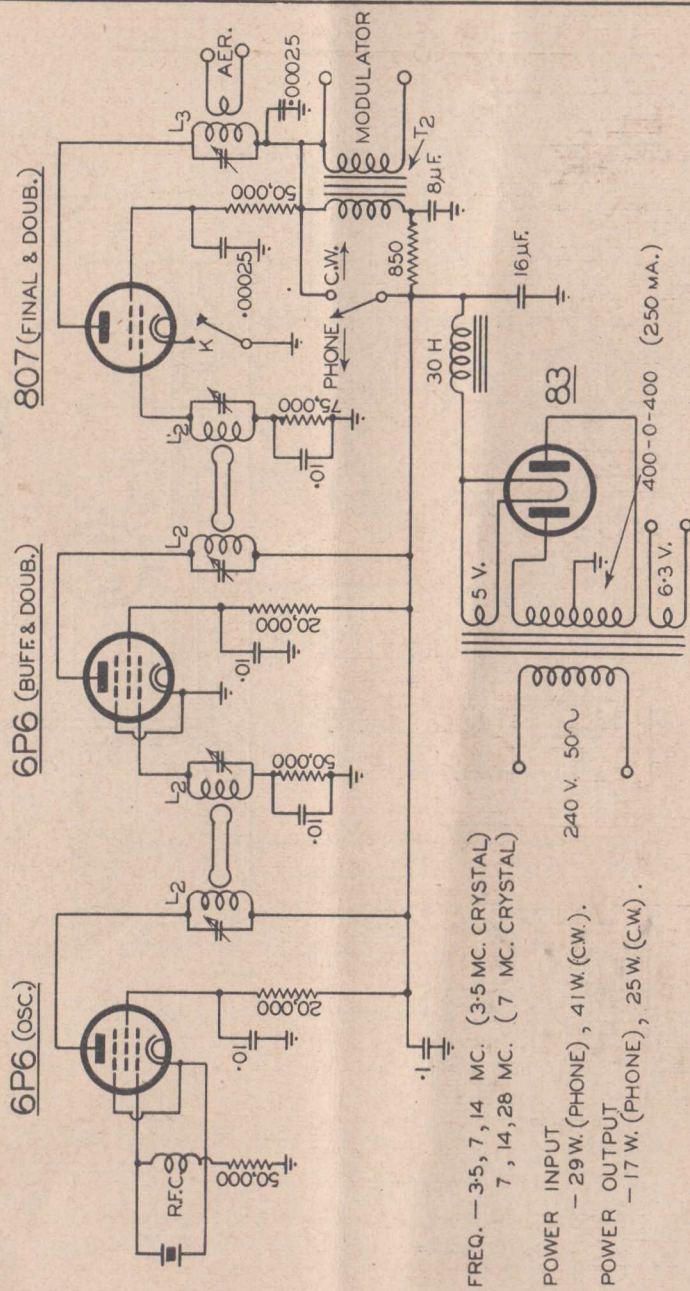 6P6 (OSC.)
6P6 (BUFF. & DOUB.)
807 (FINAL & DOUB.)
R.F.C.
50,000
.01
20,000
L2
L2
.01
50,000
.01
20,000
L2
L2
.01
75,000
K
.00025
50,000
L3
AER.
.00025
.1
PHONE
C.W.
MODULATOR
T2
8µF.
850
16µF.
30 H
83
5 V.
400-0-400 (250 MA.)
6.3 V.
240 V. 50~
FREQ. — 3.5, 7, 14 MC. (3.5 MC. CRYSTAL)
7, 14, 28 MC. (7 MC. CRYSTAL)
POWER INPUT
— 29 W. (PHONE), 41 W. (C.W.).
POWER OUTPUT
— 17 W. (PHONE), 25 W. (C.W.).